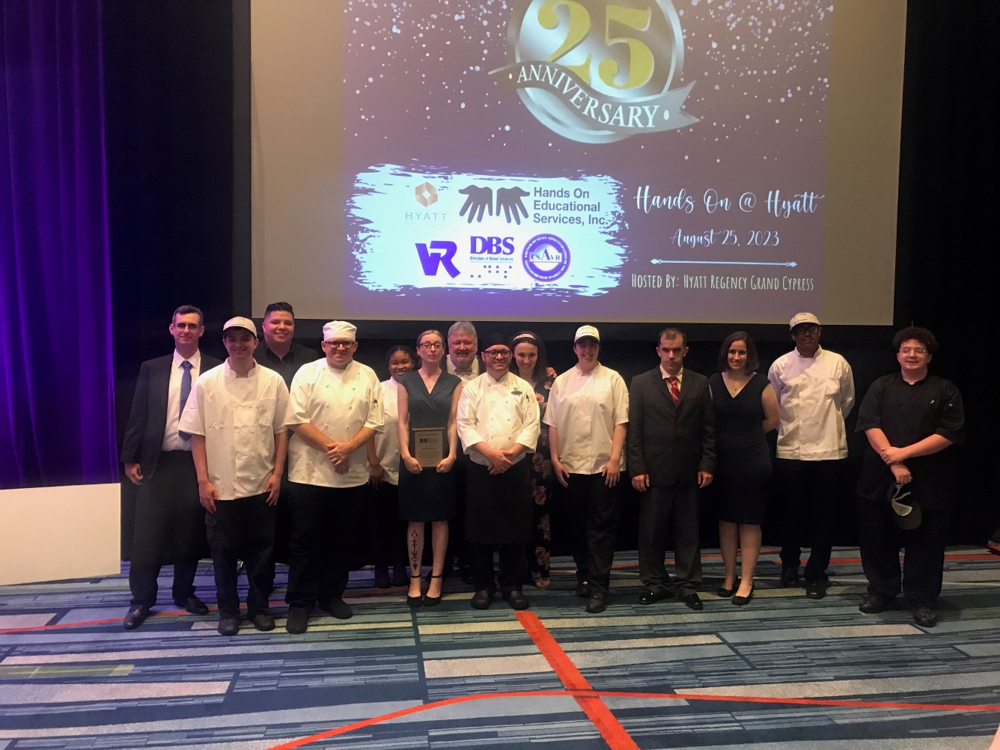 25
ANNIVERSARY
HYATT
Hands On
Educational
Services, Inc.
VR
DBS
Division of Blind Services
CSAVR
Hands On @ Hyatt
August 25, 2023
HOSTED BY: HYATT REGENCY GRAND CYPRESS